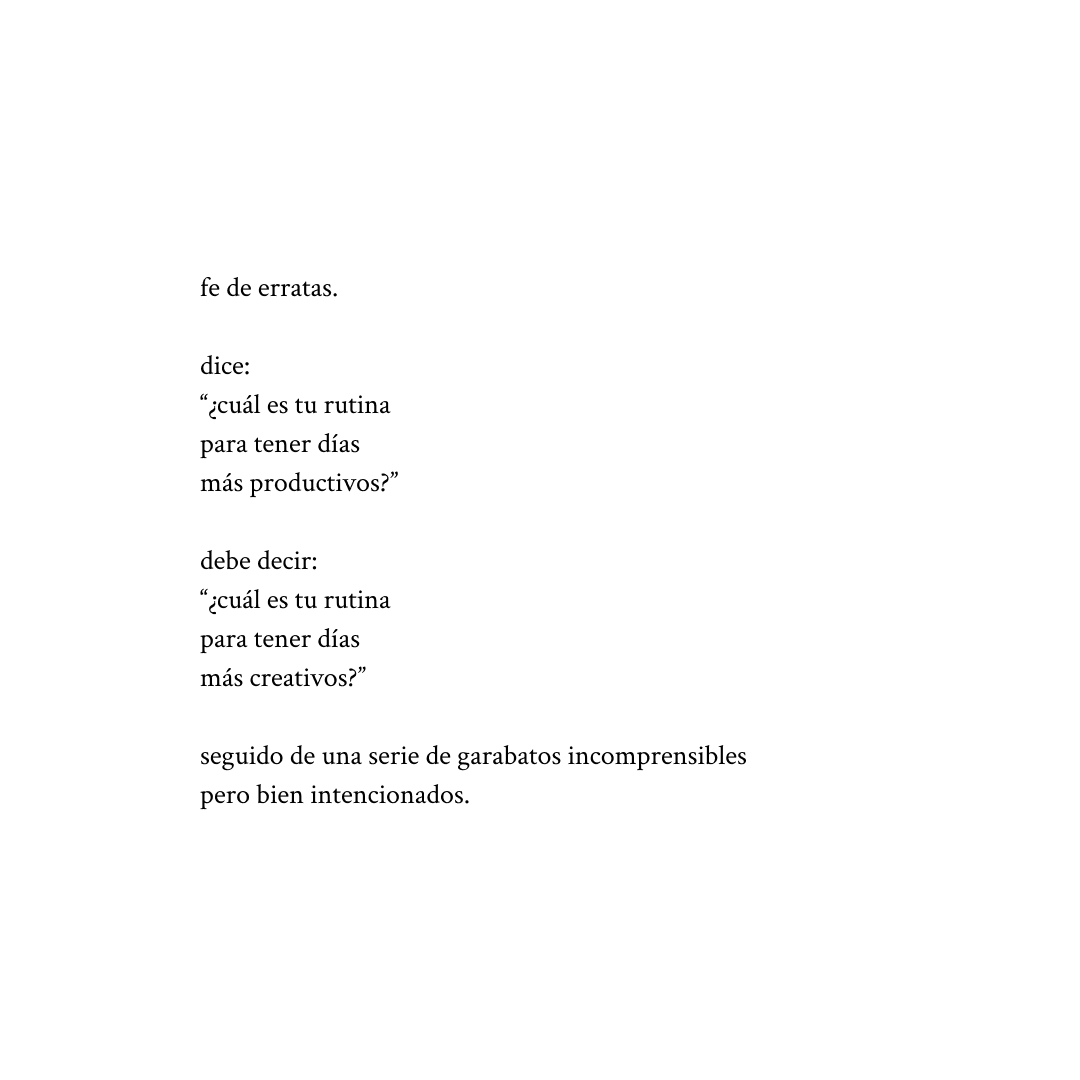 fe de erratas.
dice:
“¿cuál es tu rutina
para tener días
más productivos?”
debe decir:
“¿cuál es tu rutina
para tener días
más creativos?”
seguido de una serie de garabatos incomprensibles
pero bien intencionados.